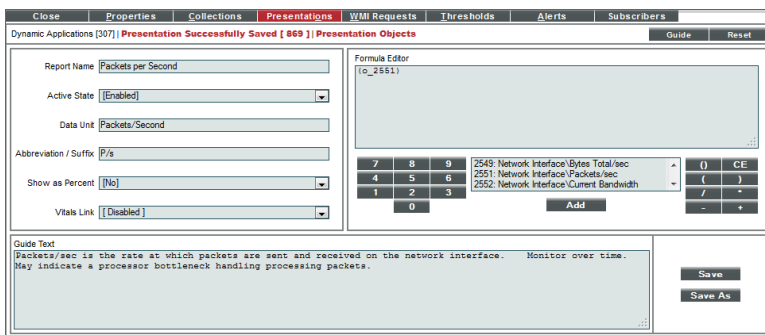 Close Properties Collections Presentations WMI Requests Thresholds Alerts Subscribers
Dynamic Applications [307] | Presentation Successfully Saved [ 869 ] | Presentation Objects Guide Reset
Report Name Packets per Second
Active State [Enabled]
Data Unit Packets/Second
Abbreviation / Suffix P/s
Show as Percent [No]
Vitals Link [ Disabled ]
Formula Editor
(o_2551)
7 8 9
4 5 6
1 2 3
0
2549: Network Interface\Bytes Total/sec
2551: Network Interface\Packets/sec
2552: Network Interface\Current Bandwidth
Add
() CE
( )
/ *
- +
Guide Text
Packets/sec is the rate at which packets are sent and received on the network interface. Monitor over time.
May indicate a processor bottleneck handling processing packets.
Save
Save As